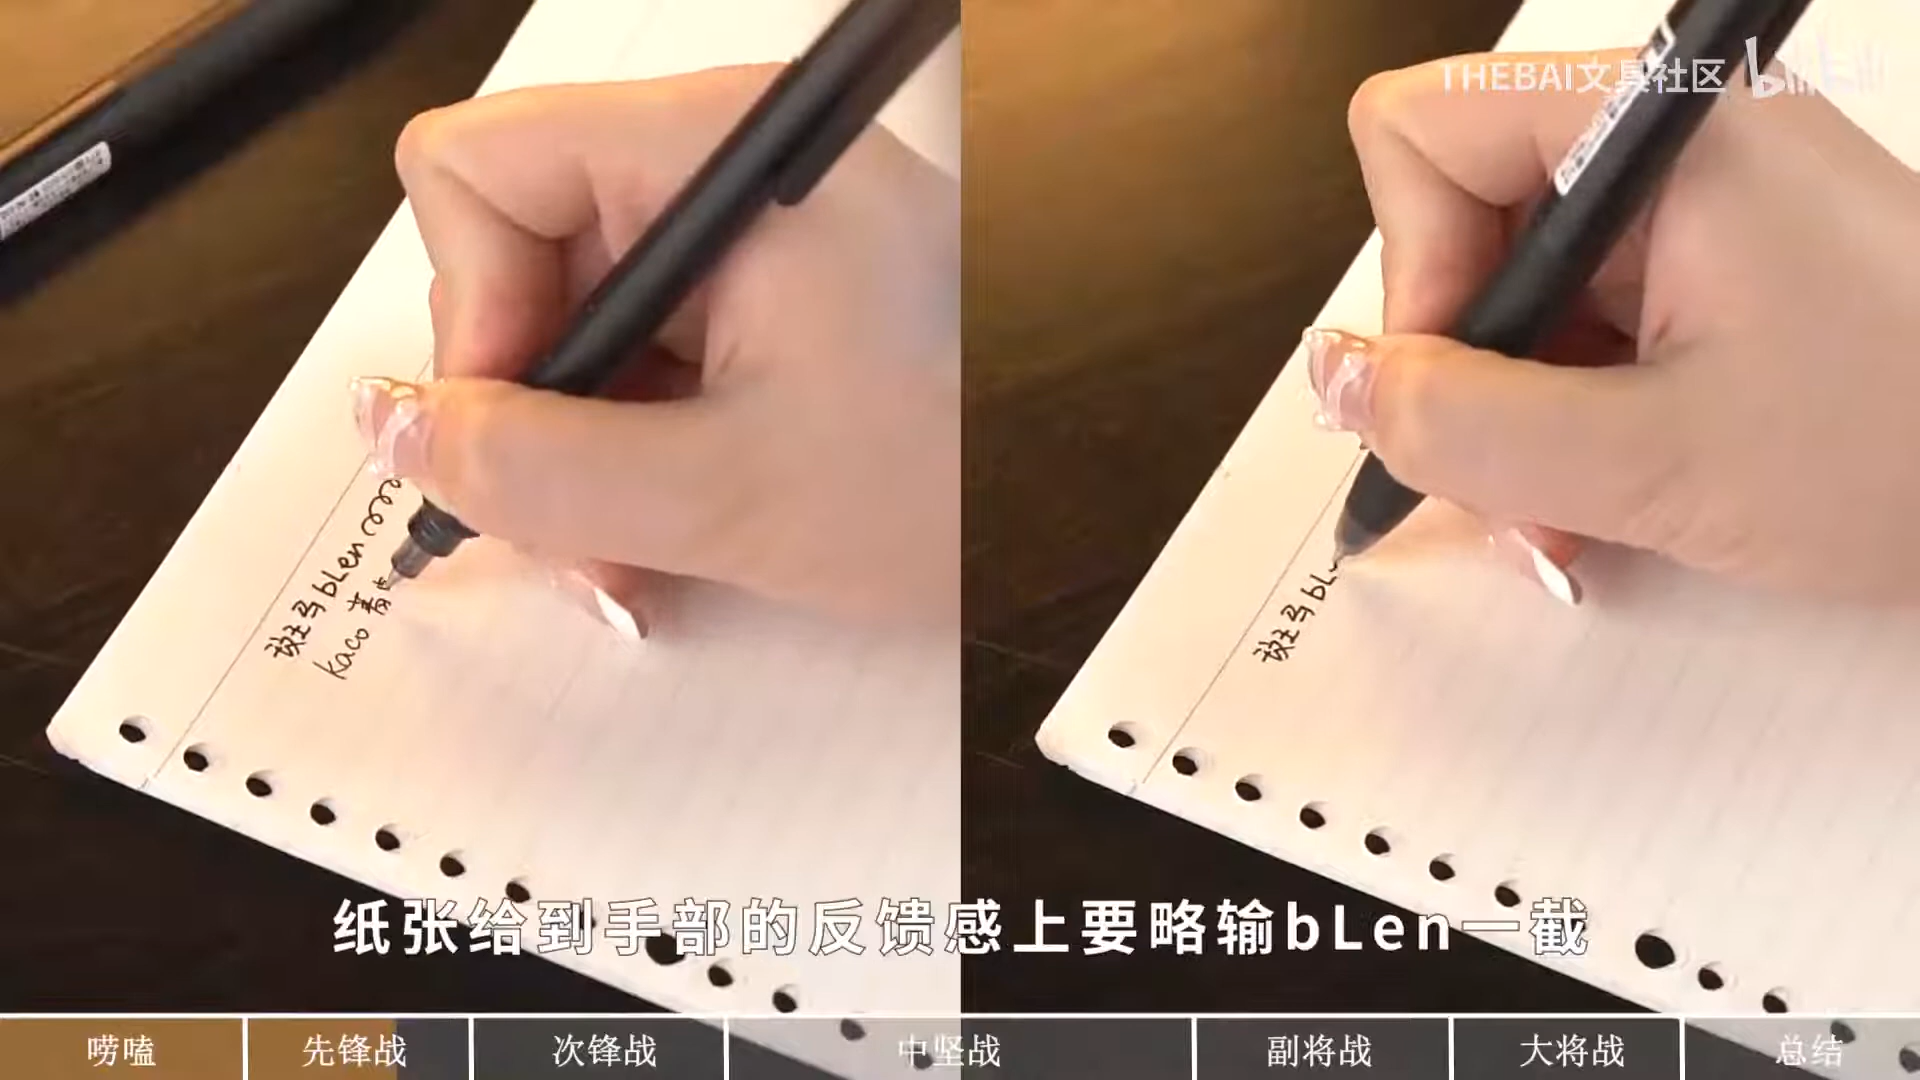 THEBAI文具社区 bilibili
斑马bLen
Kaco 菁
斑马bL
纸张给到手部的反馈感上要略输bLen一截
唠嗑 先锋战 次锋战 中坚战 副将战 大将战 总结